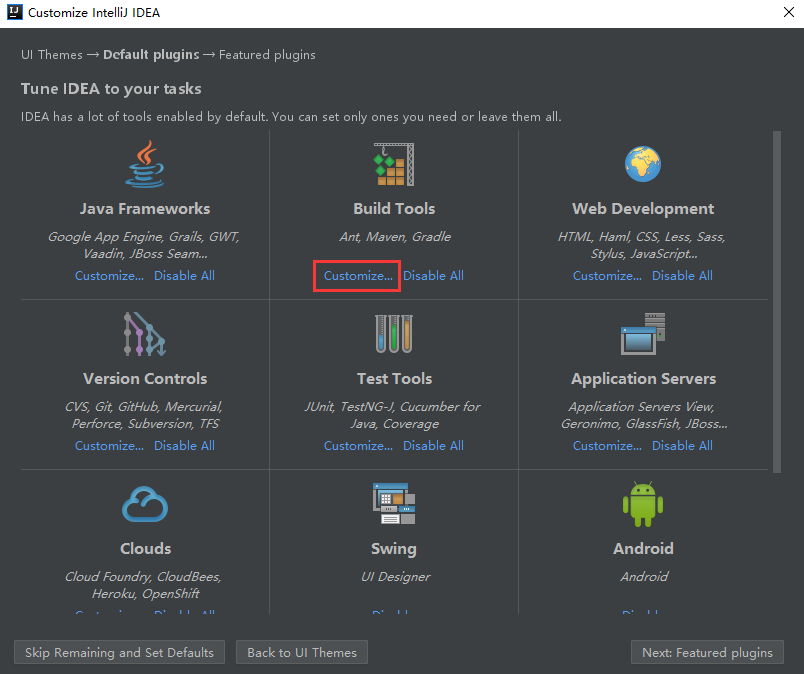 Customize IntelliJ IDEA
UI Themes → Default plugins → Featured plugins
Tune IDEA to your tasks
IDEA has a lot of tools enabled by default. You can set only ones you need or leave them all.
Java Frameworks
Google App Engine, Grails, GWT,
Vaadin, JBoss Seam...
Customize... Disable All
Build Tools
Ant, Maven, Gradle
Customize... Disable All
Web Development
HTML, Haml, CSS, Less, Sass,
Stylus, JavaScript...
Customize... Disable All
Version Controls
CVS, Git, GitHub, Mercurial,
Perforce, Subversion, TFS
Customize... Disable All
Test Tools
JUnit, TestNG-J, Cucumber for
Java, Coverage
Customize... Disable All
Application Servers
Application Servers View,
Geronimo, GlassFish, JBoss...
Customize... Disable All
Clouds
Cloud Foundry, CloudBees,
Heroku, OpenShift
Swing
UI Designer
Android
Android
Skip Remaining and Set Defaults
Back to UI Themes
Next: Featured plugins